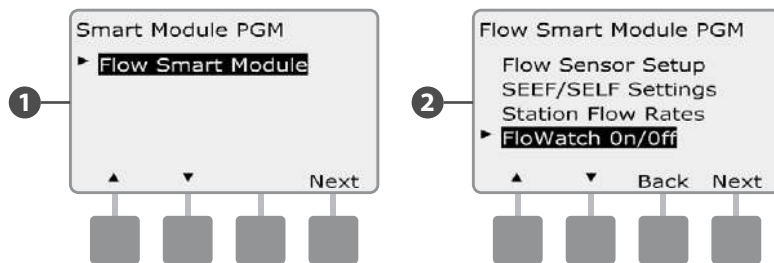 Smart Module PGM
► Flow Smart Module
1
▲ ▼ Next
Flow Smart Module PGM
Flow Sensor Setup
SEEF/SELF Settings
Station Flow Rates
► FloWatch On/Off
2
▲ ▼ Back Next